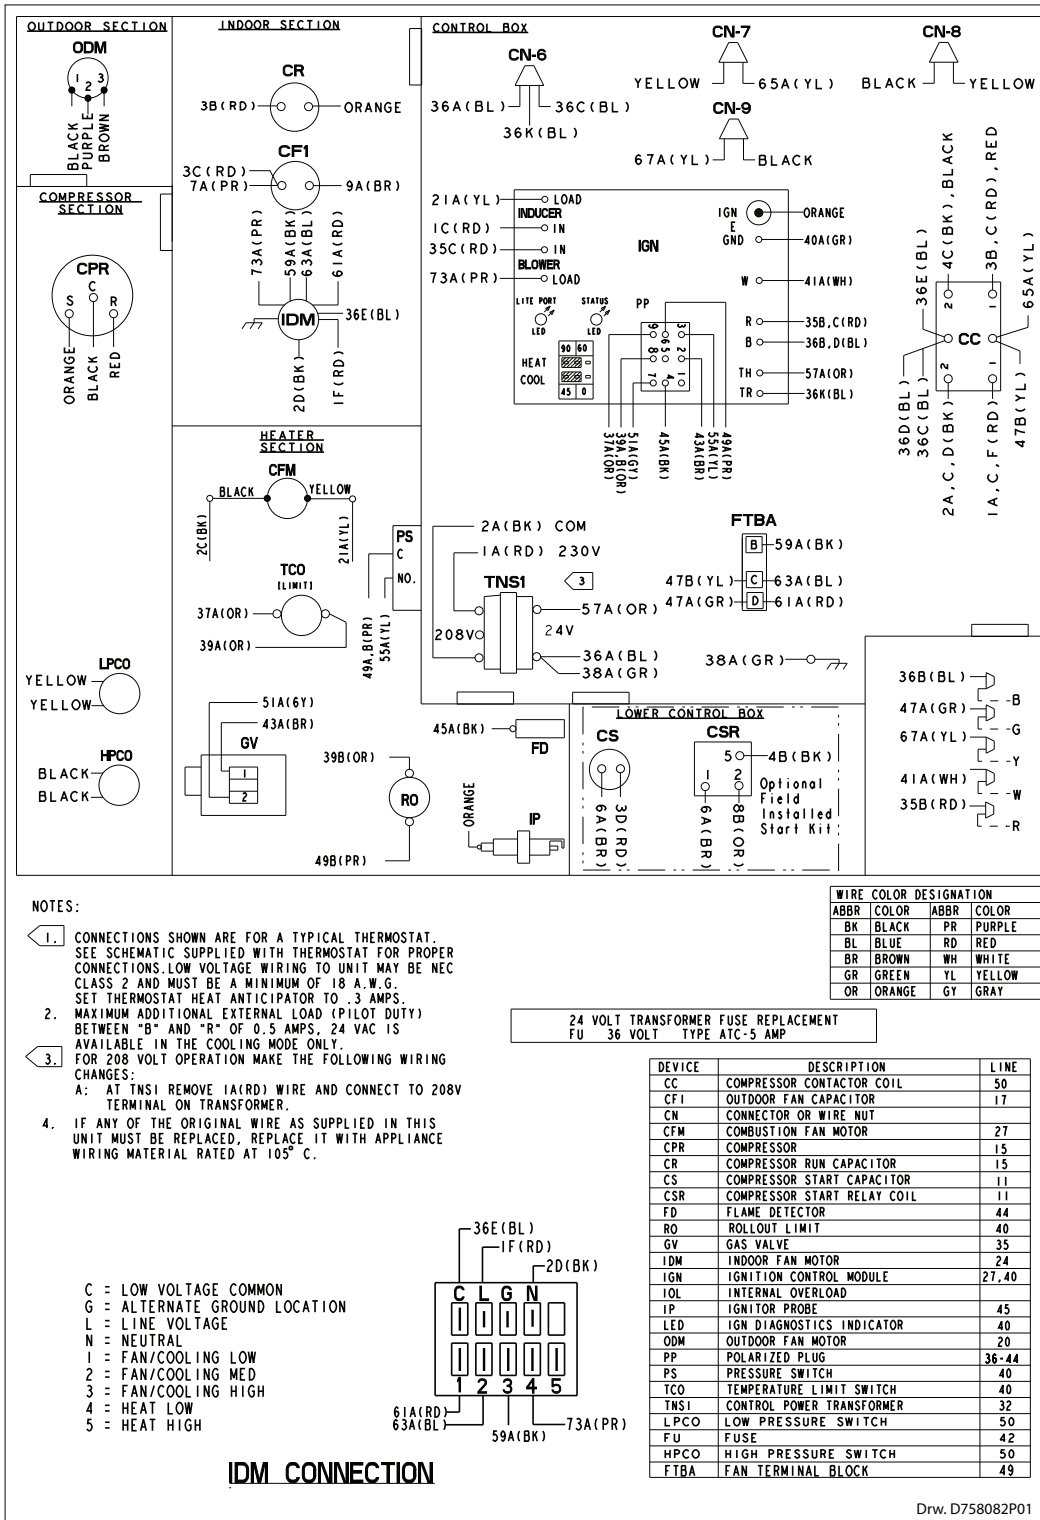 OUTDOOR SECTION
ODM
1 2 3
BLACK
PURPLE
BROWN
INDOOR SECTION
CR
3B(RD)
ORANGE
CF1
3C(RD)
7A(PR)
9A(BR)
73A(PR)
59A(BK)
63A(BL)
61A(RD)
IDM
36E(BL)
2D(BK)
1F(RD)
COMPRESSOR
SECTION
CPR
C
S R
ORANGE
BLACK
RED
CONTROL BOX
CN-6
36A(BL)
36C(BL)
36K(BL)
CN-7
YELLOW
65A(YL)
CN-8
BLACK
YELLOW
CN-9
67A(YL)
BLACK
21A(YL)
LOAD
INDUCER
1C(RD)
IN
35C(RD)
IN
BLOWER
73A(PR)
LOAD
IGN
IGN
E
ORANGE
GND
40A(GR)
W
41A(WH)
R
35B,C(RD)
B
36B,D(BL)
TH
57A(OR)
TR
36K(BL)
LITE PORT
LED
STATUS
LED
PP
90 60
HEAT
COOL
45 0
9 6 3
8 5 2
7 4 1
37A(OR)
39A,B(OR)
51A(GY)
45A(BK)
43A(BR)
55A(YL)
49A(PR)
36E(BL)
4C(BK),BLACK
3B,C(RD),RED
65A(YL)
2
1
CC
2
1
36D(BL)
36C(BL)
2A,C,D(BK)
1A,C,F(RD)
47B(YL)
HEATER
SECTION
CFM
BLACK
YELLOW
2C(BK)
21A(YL)
TCO
[LIMIT]
37A(OR)
39A(OR)
PS
C
NO.
49A,B(PR)
55A(YL)
2A(BK) COM
1A(RD) 230V
TNS1
3
208V
24V
57A(OR)
36A(BL)
38A(GR)
FTBA
B
59A(BK)
47B(YL)
C
63A(BL)
47A(GR)
D
61A(RD)
38A(GR)
LPCO
YELLOW
YELLOW
HPCO
BLACK
BLACK
51A(6Y)
43A(BR)
GV
1
2
39B(OR)
RO
49B(PR)
45A(BK)
FD
ORANGE
IP
LOWER CONTROL BOX
CS
6A(BR)
3D(RD)
CSR
5
4B(BK)
1 2
6A(BR)
8B(OR)
Optional
Field
Installed
Start Kit
36B(BL)
B
47A(GR)
G
67A(YL)
Y
41A(WH)
W
35B(RD)
R
NOTES:
1. CONNECTIONS SHOWN ARE FOR A TYPICAL THERMOSTAT.
SEE SCHEMATIC SUPPLIED WITH THERMOSTAT FOR PROPER
CONNECTIONS.LOW VOLTAGE WIRING TO UNIT MAY BE NEC
CLASS 2 AND MUST BE A MINIMUM OF 18 A.W.G.
SET THERMOSTAT HEAT ANTICIPATOR TO .3 AMPS.
2. MAXIMUM ADDITIONAL EXTERNAL LOAD (PILOT DUTY)
BETWEEN "B" AND "R" OF 0.5 AMPS, 24 VAC IS
AVAILABLE IN THE COOLING MODE ONLY.
3. FOR 208 VOLT OPERATION MAKE THE FOLLOWING WIRING
CHANGES:
A: AT TNS1 REMOVE 1A(RD) WIRE AND CONNECT TO 208V
TERMINAL ON TRANSFORMER.
4. IF ANY OF THE ORIGINAL WIRE AS SUPPLIED IN THIS
UNIT MUST BE REPLACED, REPLACE IT WITH APPLIANCE
WIRING MATERIAL RATED AT 105° C.
WIRE COLOR DESIGNATION
ABBR COLOR ABBR COLOR
BK BLACK PR PURPLE
BL BLUE RD RED
BR BROWN WH WHITE
GR GREEN YL YELLOW
OR ORANGE GY GRAY
24 VOLT TRANSFORMER FUSE REPLACEMENT
FU 36 VOLT TYPE ATC-5 AMP
DEVICE DESCRIPTION LINE
CC COMPRESSOR CONTACTOR COIL 50
CF1 OUTDOOR FAN CAPACITOR 17
CN CONNECTOR OR WIRE NUT
CFM COMBUSTION FAN MOTOR 27
CPR COMPRESSOR 15
CR COMPRESSOR RUN CAPACITOR 15
CS COMPRESSOR START CAPACITOR 11
CSR COMPRESSOR START RELAY COIL 11
FD FLAME DETECTOR 44
RO ROLLOUT LIMIT 40
GV GAS VALVE 35
IDM INDOOR FAN MOTOR 24
IGN IGNITION CONTROL MODULE 27,40
IOL INTERNAL OVERLOAD
IP IGNITOR PROBE 45
LED IGN DIAGNOSTICS INDICATOR 40
ODM OUTDOOR FAN MOTOR 20
PP POLARIZED PLUG 36-44
PS PRESSURE SWITCH 40
TCO TEMPERATURE LIMIT SWITCH 40
TNS1 CONTROL POWER TRANSFORMER 32
LPCO LOW PRESSURE SWITCH 50
FU FUSE 42
HPCO HIGH PRESSURE SWITCH 50
FTBA FAN TERMINAL BLOCK 49
C = LOW VOLTAGE COMMON
G = ALTERNATE GROUND LOCATION
L = LINE VOLTAGE
N = NEUTRAL
1 = FAN/COOLING LOW
2 = FAN/COOLING MED
3 = FAN/COOLING HIGH
4 = HEAT LOW
5 = HEAT HIGH
36E(BL)
1F(RD)
2D(BK)
C L G N
1 2 3 4 5
61A(RD)
63A(BL)
59A(BK)
73A(PR)
IDM CONNECTION
Drw. D758082P01